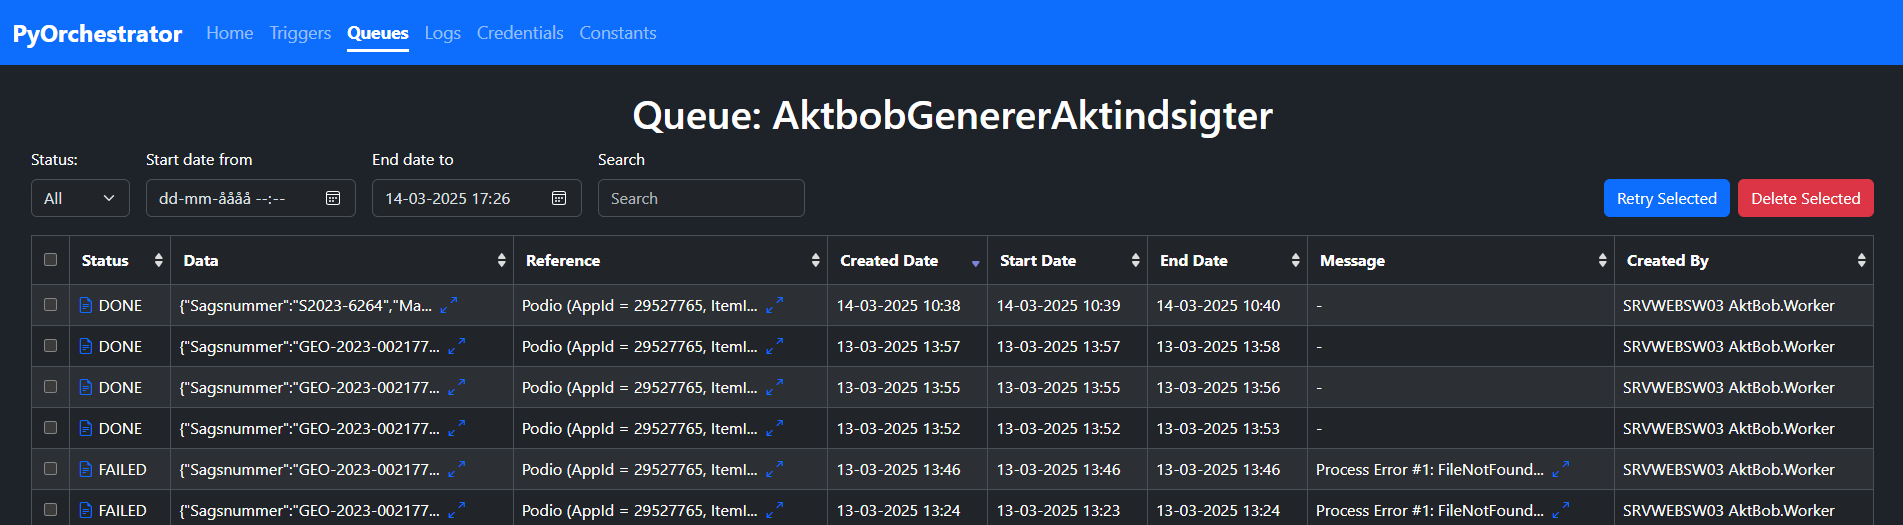 PyOrchestrator Home Triggers Queues Logs Credentials Constants
Queue: AktbobGenererAktindsigter
Status: Start date from End date to Search
All dd-mm-åååå --:-- 14-03-2025 17:26 Search Retry Selected Delete Selected
Status Data Reference Created Date Start Date End Date Message Created By
DONE {"Sagsnummer":"S2023-6264","Ma... Podio (AppId = 29527765, ItemI... 14-03-2025 10:38 14-03-2025 10:39 14-03-2025 10:40 - SRVWEBSW03 AktBob.Worker
DONE {"Sagsnummer":"GEO-2023-002177... Podio (AppId = 29527765, ItemI... 13-03-2025 13:57 13-03-2025 13:57 13-03-2025 13:58 - SRVWEBSW03 AktBob.Worker
DONE {"Sagsnummer":"GEO-2023-002177... Podio (AppId = 29527765, ItemI... 13-03-2025 13:55 13-03-2025 13:55 13-03-2025 13:56 - SRVWEBSW03 AktBob.Worker
DONE {"Sagsnummer":"GEO-2023-002177... Podio (AppId = 29527765, ItemI... 13-03-2025 13:52 13-03-2025 13:52 13-03-2025 13:53 - SRVWEBSW03 AktBob.Worker
FAILED {"Sagsnummer":"GEO-2023-002177... Podio (AppId = 29527765, ItemI... 13-03-2025 13:46 13-03-2025 13:46 13-03-2025 13:46 Process Error #1: FileNotFound... SRVWEBSW03 AktBob.Worker
FAILED {"Sagsnummer":"GEO-2023-002177... Podio (AppId = 29527765, ItemI... 13-03-2025 13:24 13-03-2025 13:23 13-03-2025 13:24 Process Error #1: FileNotFound... SRVWEBSW03 AktBob.Worker